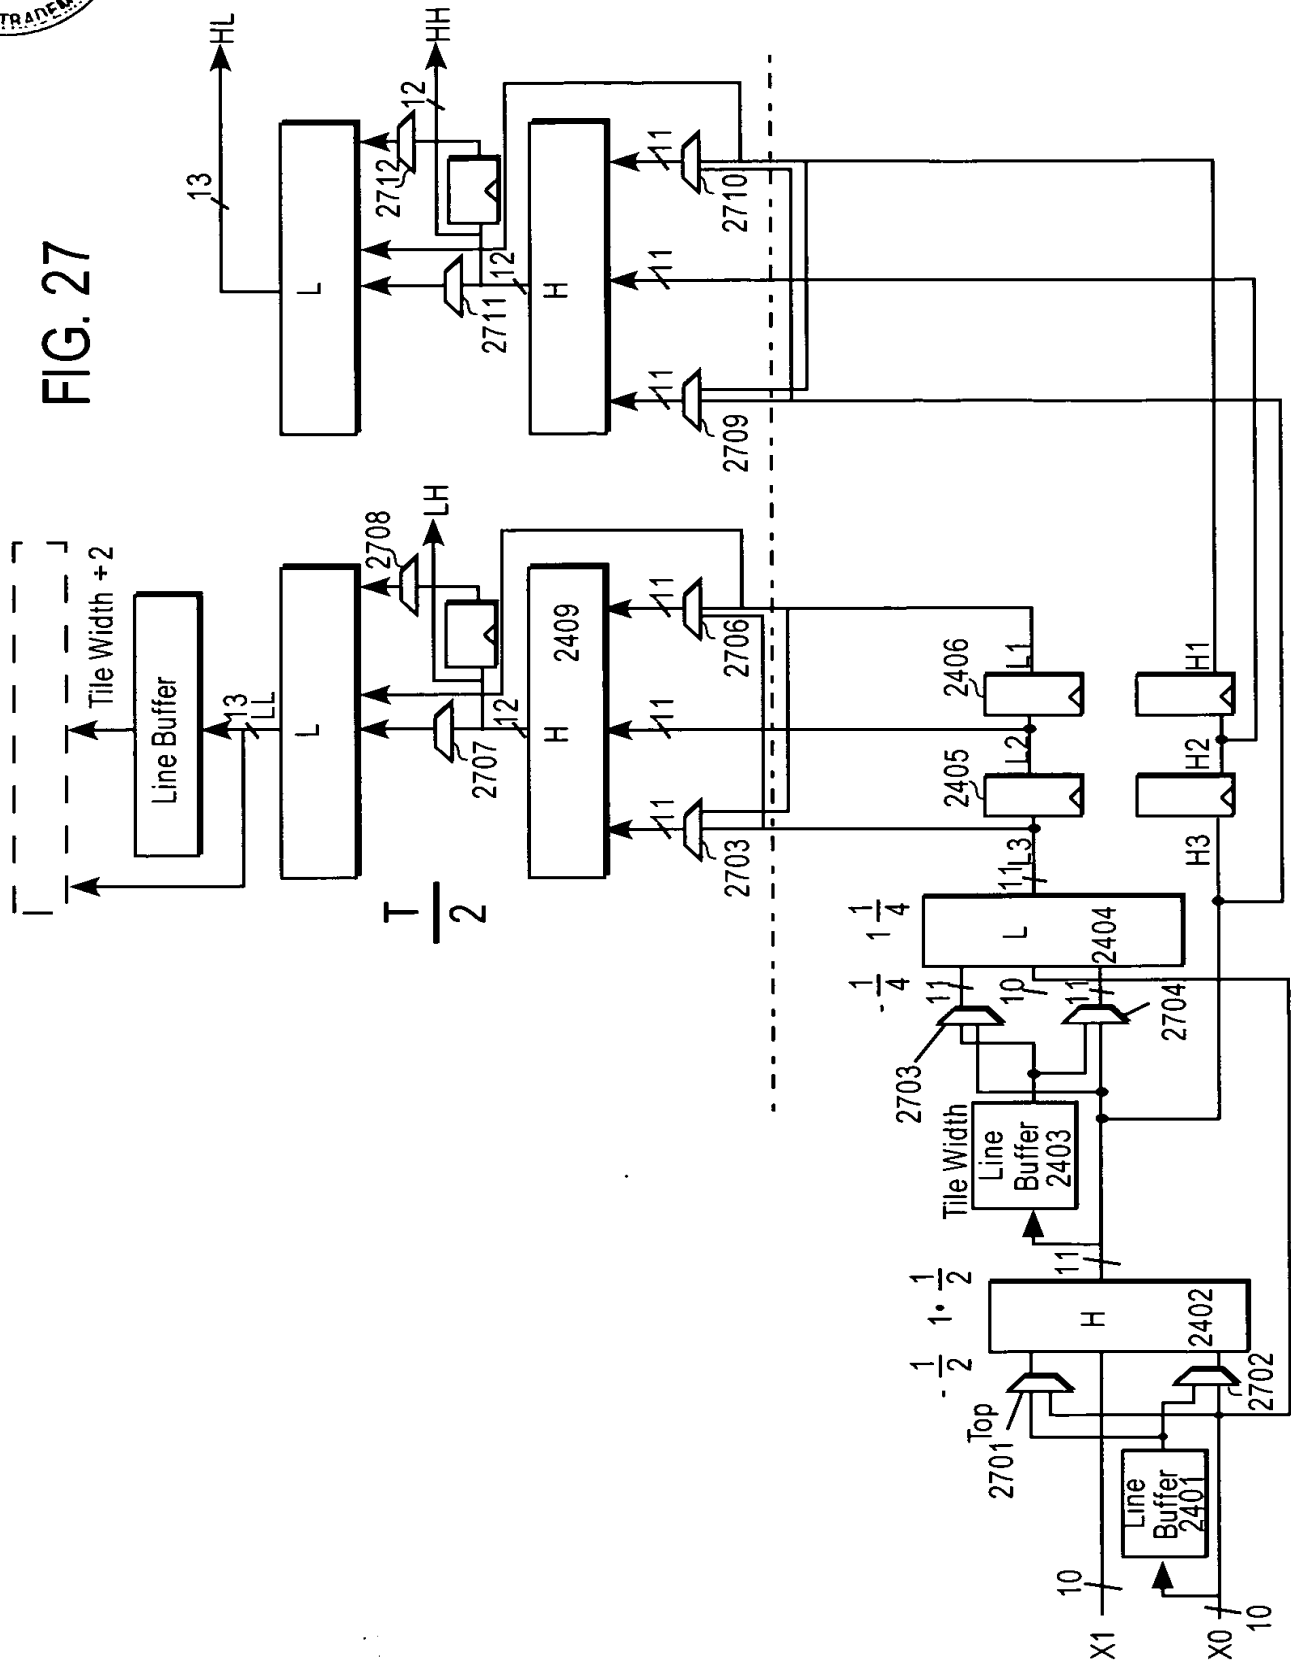 TRADEM
FIG. 27
HL
HH
13
12
L
2712
2711
12
H
11
11
11
2710
2709
Tile Width ÷ 2
Line Buffer
13
LL
L
2708
LH
2707
12
H
2409
11
11
11
2706
2703
T
2
L1
2406
L2
2405
L3
11
H1
H2
H3
- 1/4
1 1/4
L
2404
11
10
11
2703
2704
Tile Width
Line
Buffer
2403
11
- 1/2
1 • 1/2
H
2402
Top
2701
2702
Line
Buffer
2401
10
X1
X0
10